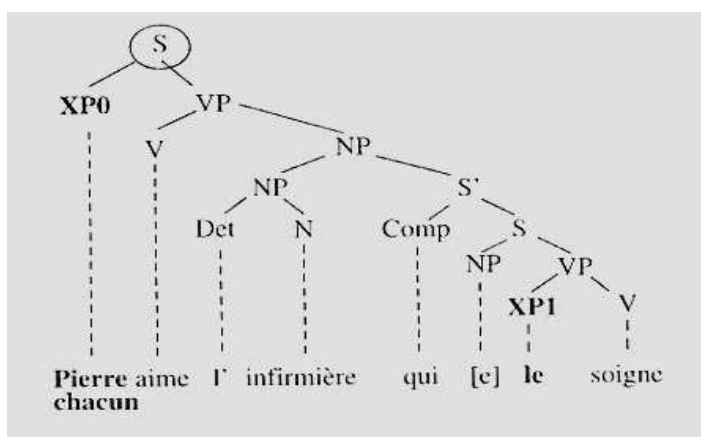 S
XP0 VP
V NP
NP S'
Det N Comp S
NP VP
XP1 V
Pierre aime l' infirmière qui [e] le soigne
chacun